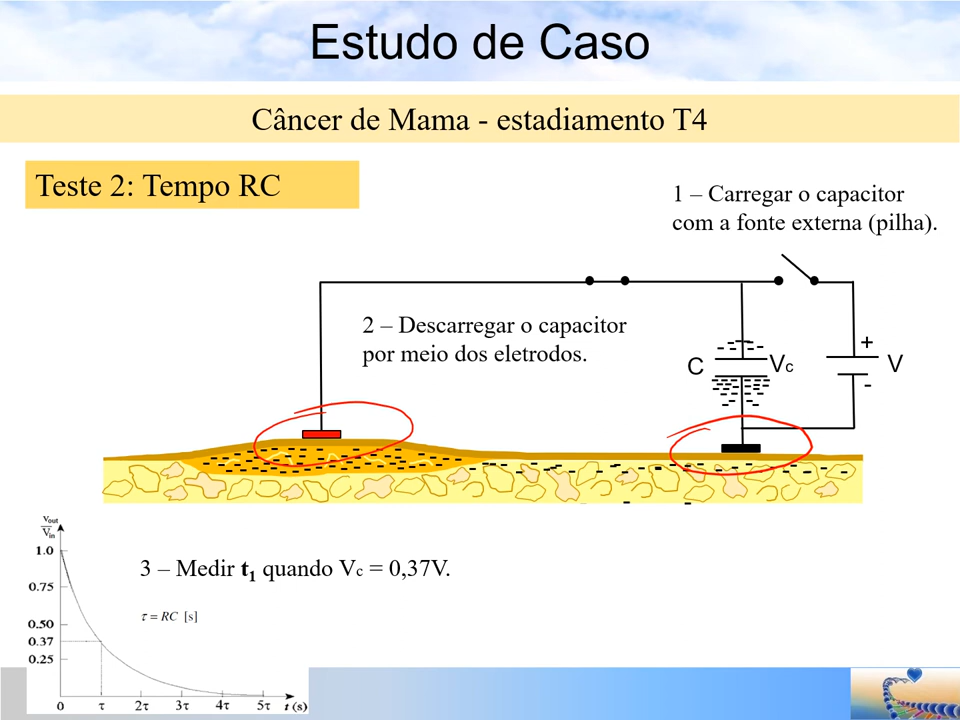 Estudo de Caso
Câncer de Mama - estadiamento T4
Teste 2: Tempo RC
1 – Carregar o capacitor
com a fonte externa (pilha).
2 – Descarregar o capacitor
por meio dos eletrodos.
C
Vc
+
-
V
3 – Medir t1 quando Vc = 0,37V.
τ = RC [s]
Vout
Vin
1.0
0.75
0.50
0.37
0.25
0 τ 2τ 3τ 4τ 5τ t (s)